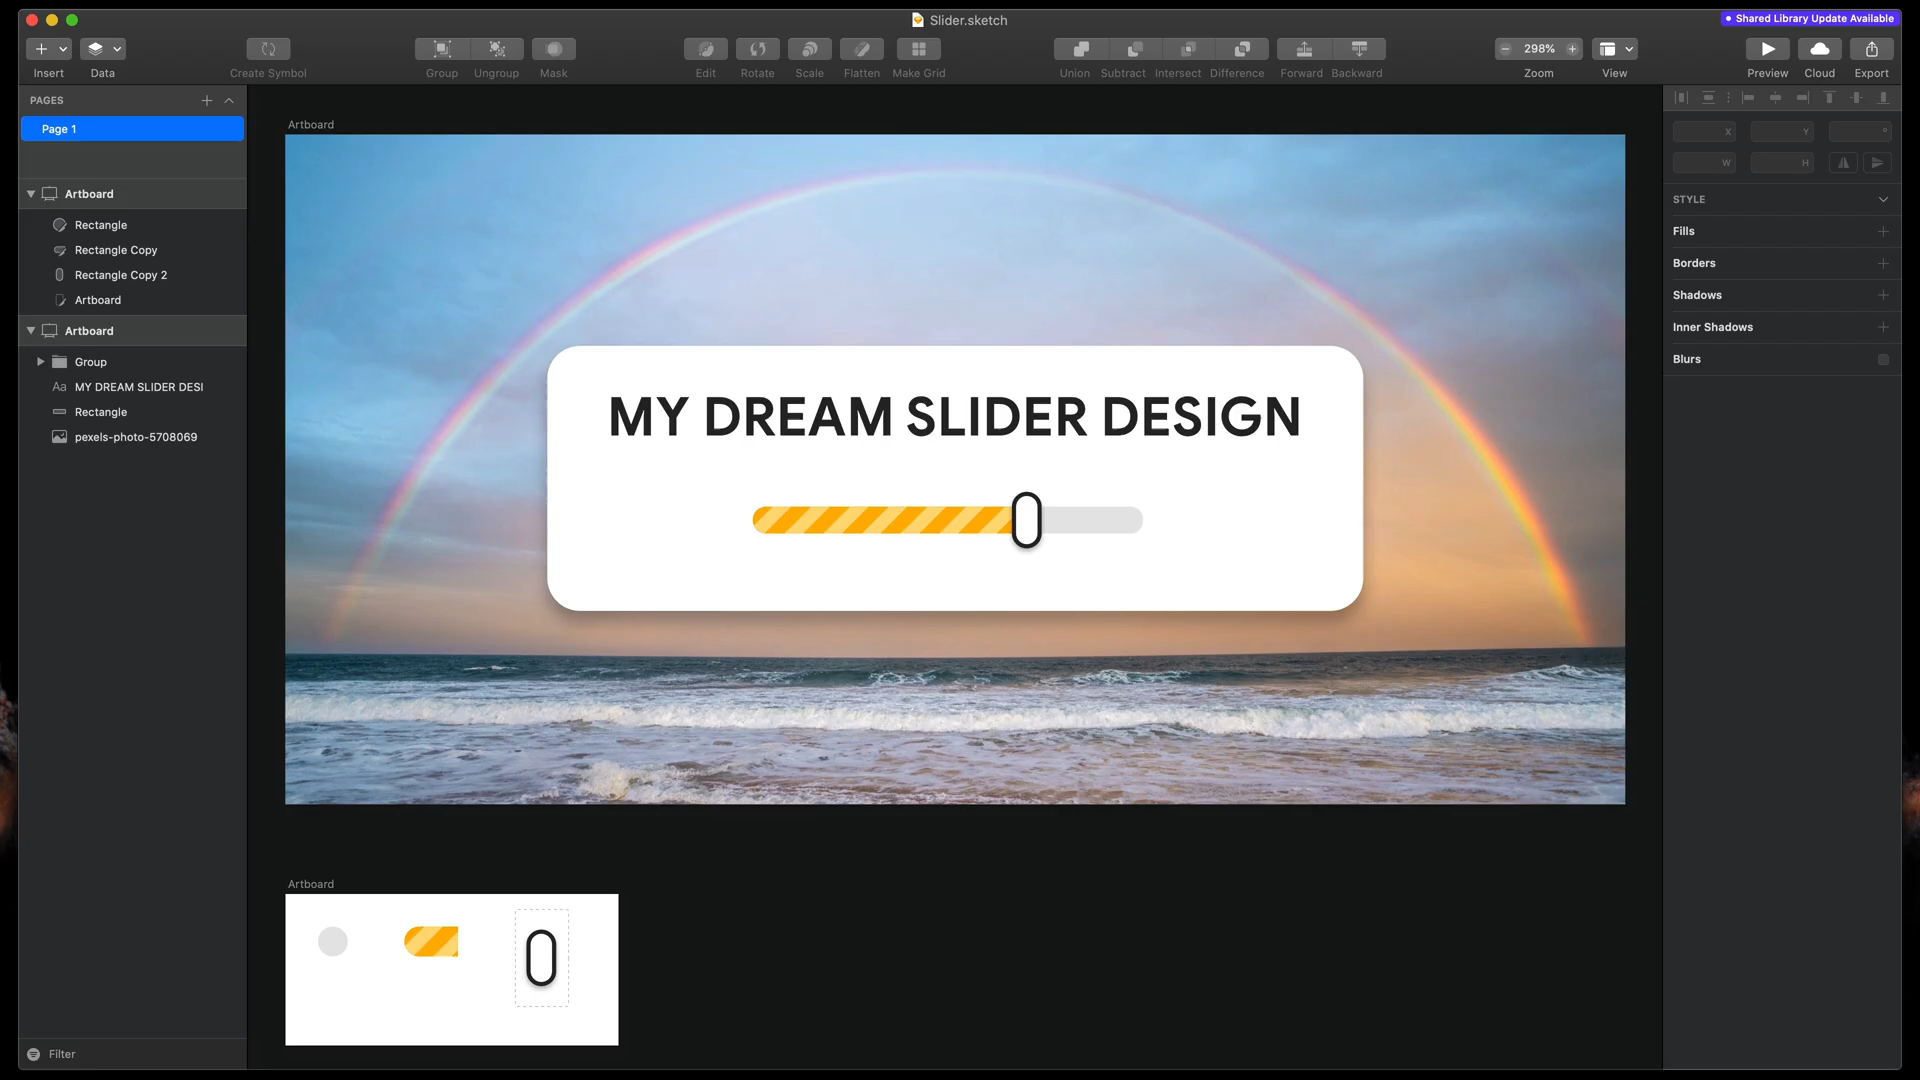 Slider.sketch
Shared Library Update Available
298%
Insert
Data
Create Symbol
Group
Ungroup
Mask
Edit
Rotate
Scale
Flatten
Make Grid
Union
Subtract
Intersect
Difference
Forward
Backward
Zoom
View
Preview
Cloud
Export
PAGES
Page 1
Artboard
Rectangle
Rectangle Copy
Rectangle Copy 2
Artboard
Artboard
Group
Aa MY DREAM SLIDER DESI
Rectangle
pexels-photo-5708069
Filter
Artboard
MY DREAM SLIDER DESIGN
Artboard
X
Y
°
W
H
STYLE
Fills
Borders
Shadows
Inner Shadows
Blurs